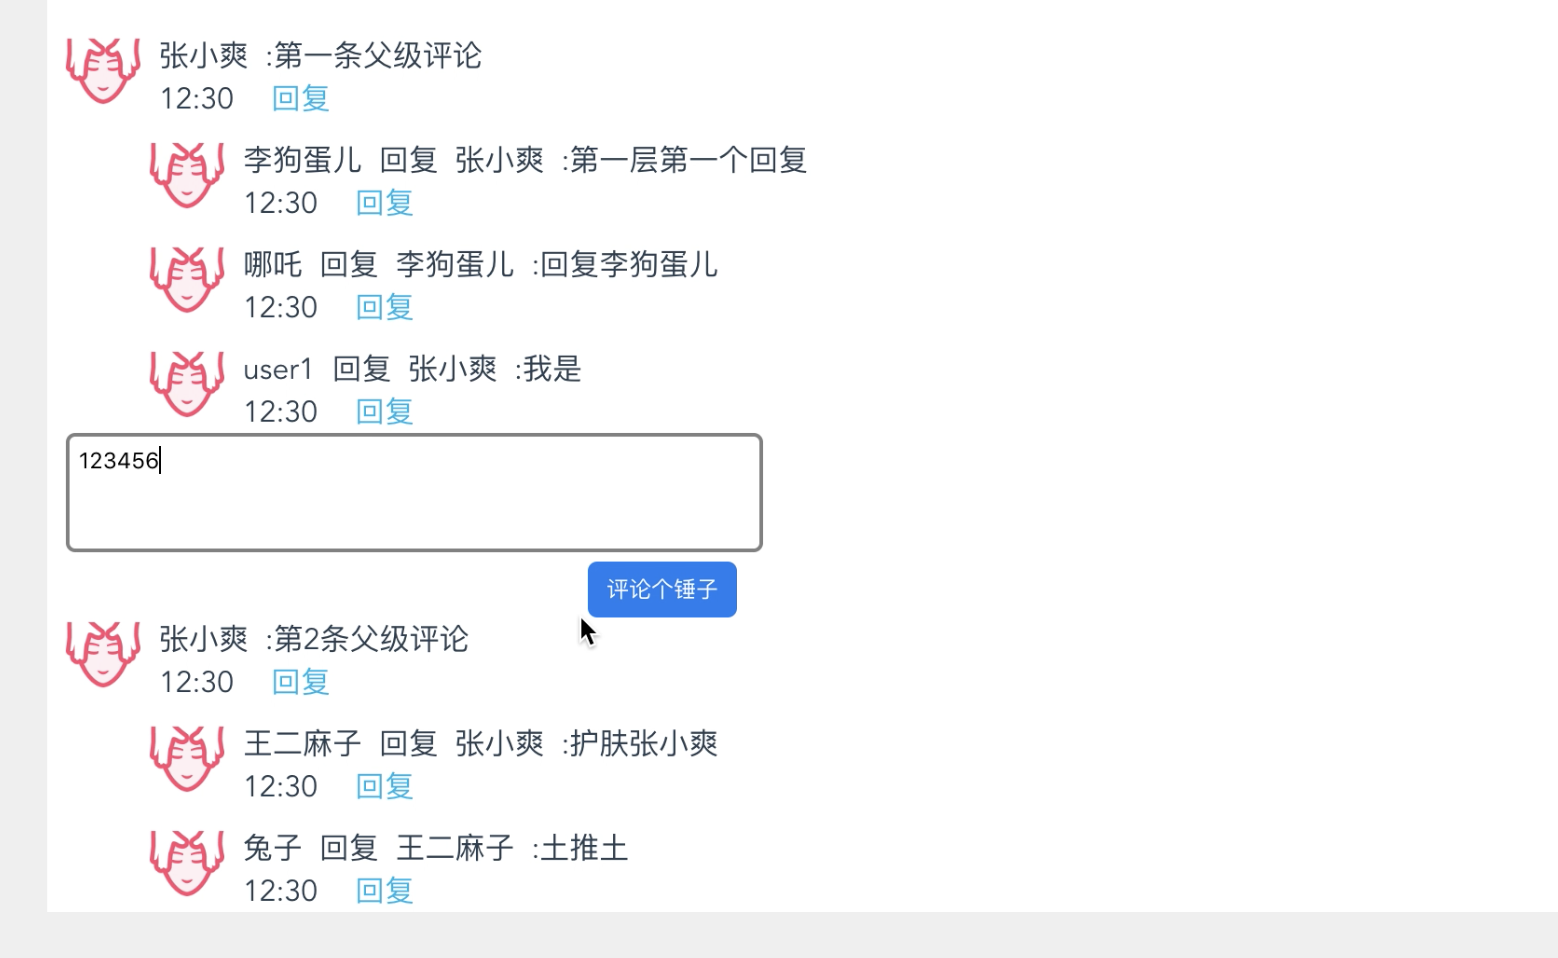 张小爽 :第一条父级评论
12:30 回复
李狗蛋儿 回复 张小爽 :第一层第一个回复
12:30 回复
哪吒 回复 李狗蛋儿 :回复李狗蛋儿
12:30 回复
user1 回复 张小爽 :我是
12:30 回复
123456
评论个锤子
张小爽 :第2条父级评论
12:30 回复
王二麻子 回复 张小爽 :护肤张小爽
12:30 回复
兔子 回复 王二麻子 :土推土
12:30 回复